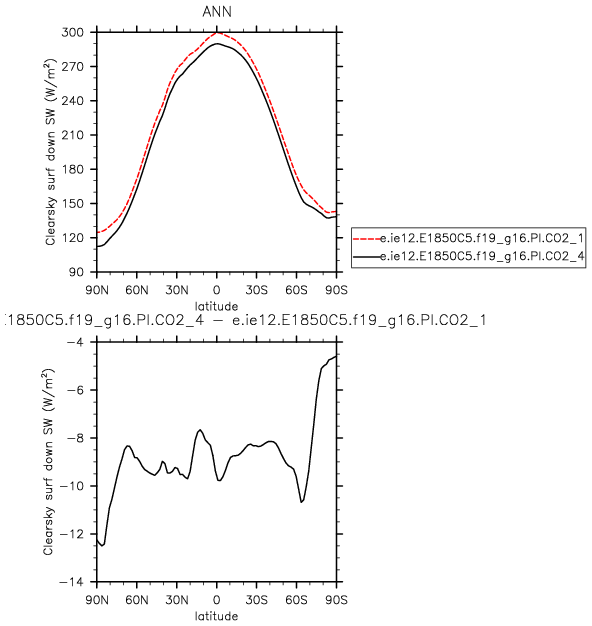 ANN
Clearsky surf down SW (W/m²)
300
270
240
210
180
150
120
90
90N 60N 30N 0 30S 60S 90S
latitude
e.ie12.E1850C5.f19_g16.PI.CO2_1
e.ie12.E1850C5.f19_g16.PI.CO2_4
:1850C5.f19_g16.PI.CO2_4 − e.ie12.E1850C5.f19_g16.PI.CO2_1
Clearsky surf down SW (W/m²)
−4
−6
−8
−10
−12
−14
90N 60N 30N 0 30S 60S 90S
latitude